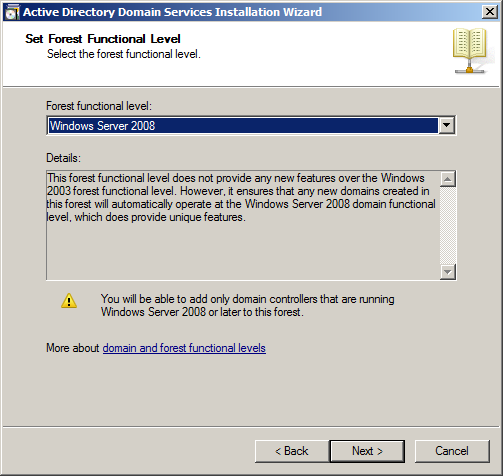 Active Directory Domain Services Installation Wizard
Set Forest Functional Level
Select the forest functional level.
Forest functional level:
Windows Server 2008
Details:
This forest functional level does not provide any new features over the Windows
2003 forest functional level. However, it ensures that any new domains created in
this forest will automatically operate at the Windows Server 2008 domain functional
level, which does provide unique features.
You will be able to add only domain controllers that are running
Windows Server 2008 or later to this forest.
More about domain and forest functional levels
< Back
Next >
Cancel